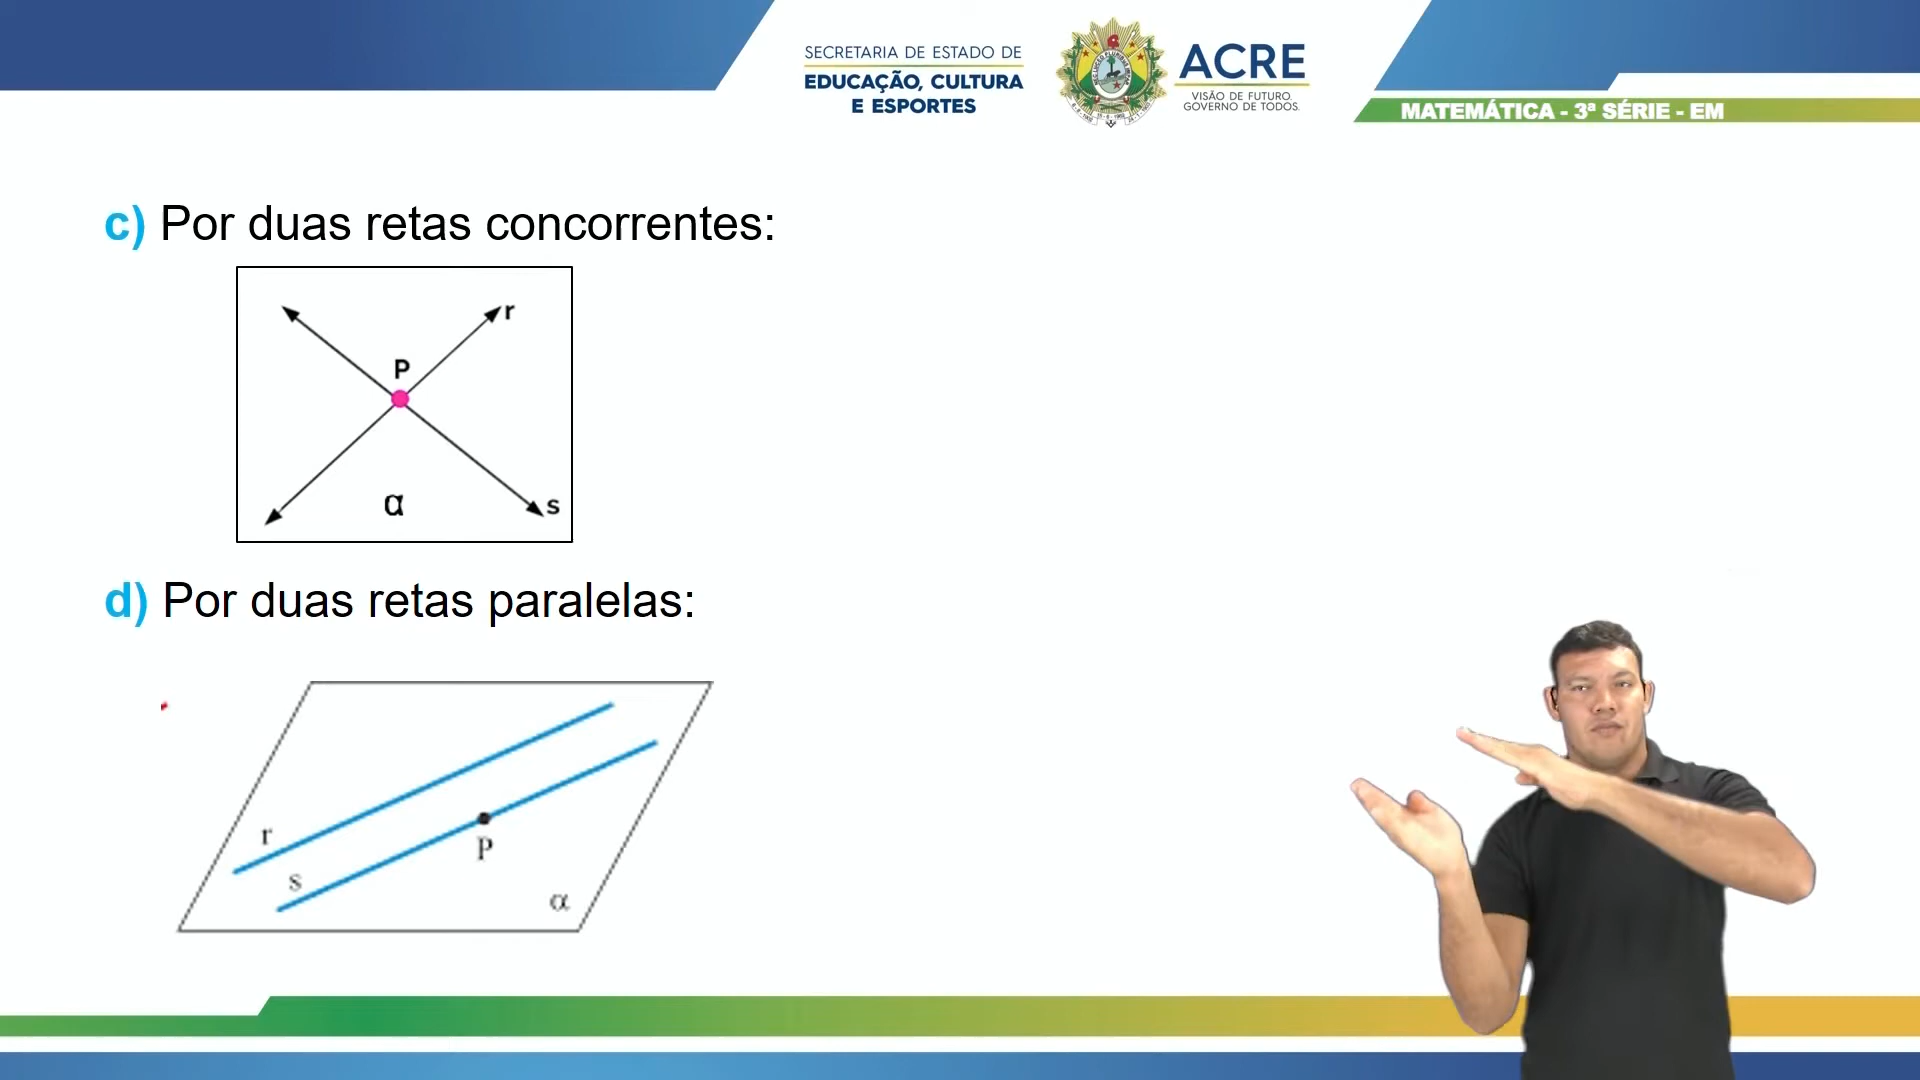 SECRETARIA DE ESTADO DE
EDUCAÇÃO, CULTURA
E ESPORTES
ACRE
VISÃO DE FUTURO.
GOVERNO DE TODOS.
MATEMÁTICA - 3ª SÉRIE - EM
c) Por duas retas concorrentes:
r
P
α
s
d) Por duas retas paralelas:
r
P
s
α